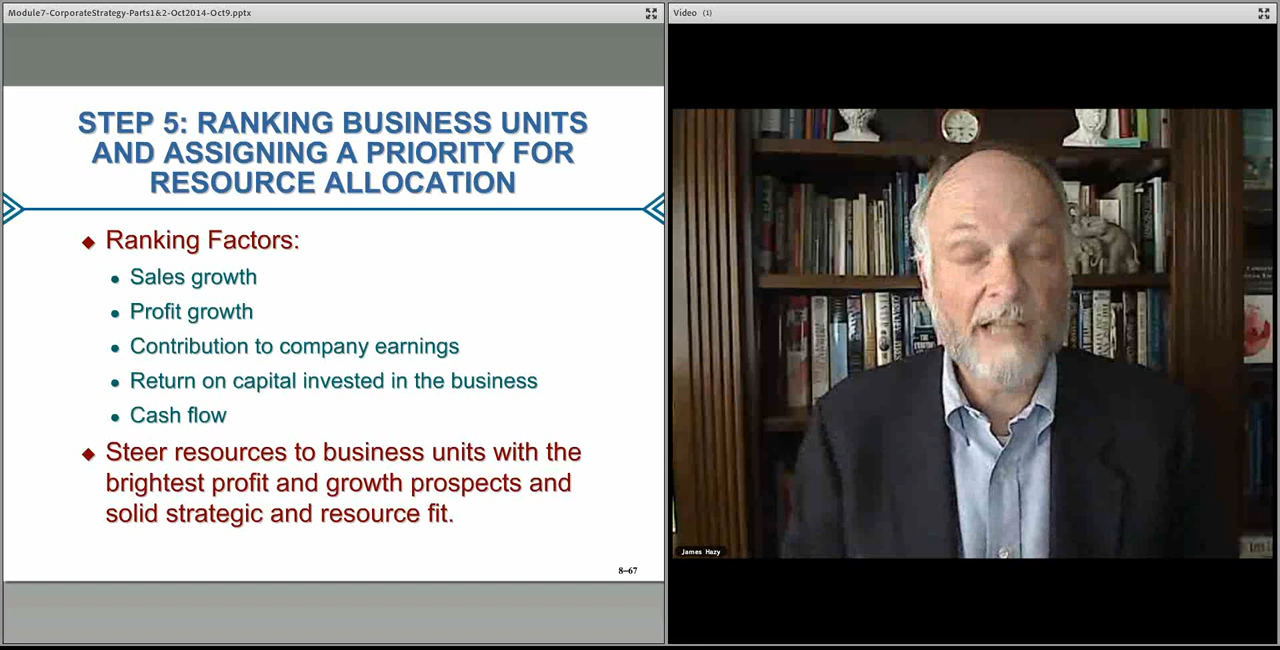 Module7-CorporateStrategy-Parts1&2-Oct2014-Oct9.pptx
STEP 5: RANKING BUSINESS UNITS
AND ASSIGNING A PRIORITY FOR
RESOURCE ALLOCATION
Ranking Factors:
Sales growth
Profit growth
Contribution to company earnings
Return on capital invested in the business
Cash flow
Steer resources to business units with the
brightest profit and growth prospects and
solid strategic and resource fit.
8–67
Video (1)
James Hazy